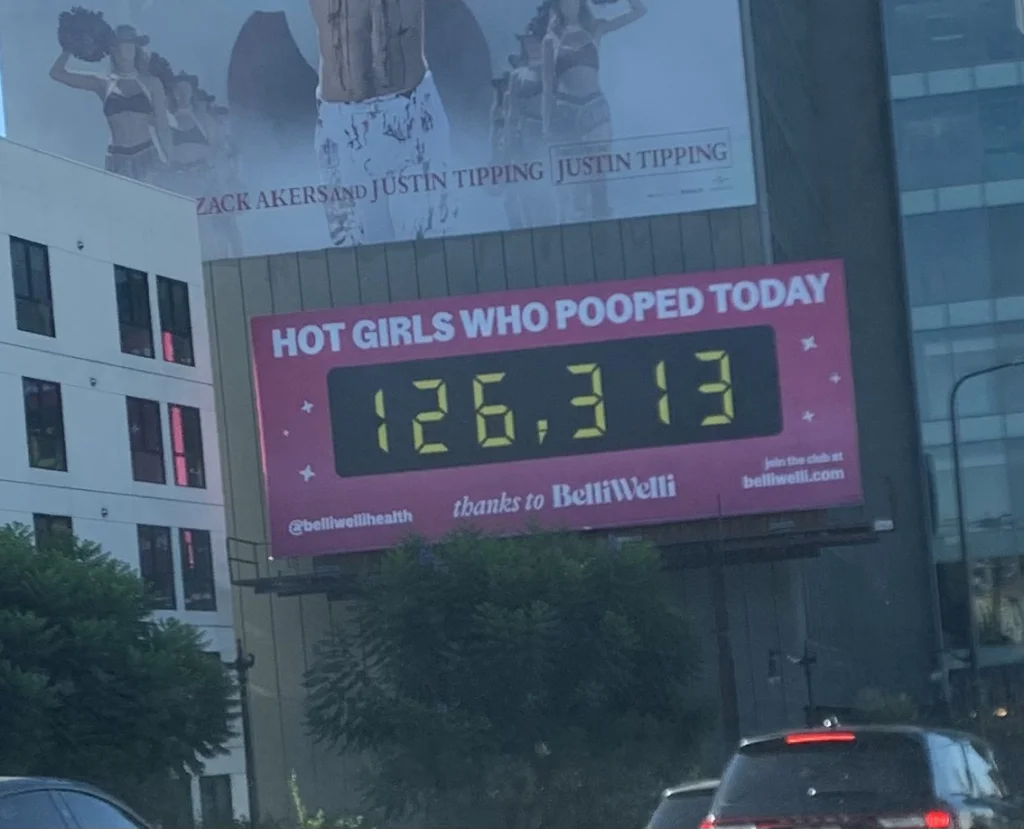 ZACK AKERS AND JUSTIN TIPPING JUSTIN TIPPING
HOT GIRLS WHO POOPED TODAY
126,313
thanks to BelliWelli
@belliwellihealth
join the club at
belliwelli.com